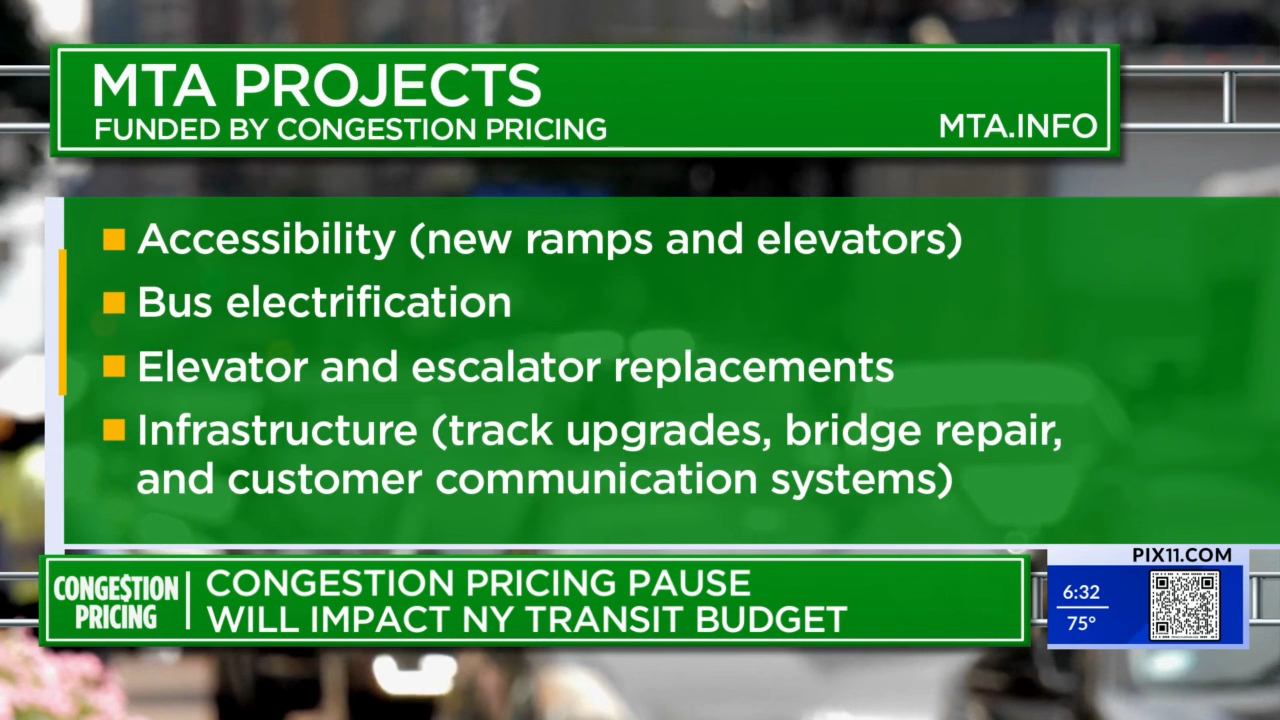 MTA PROJECTS
FUNDED BY CONGESTION PRICING
MTA.INFO
Accessibility (new ramps and elevators)
Bus electrification
Elevator and escalator replacements
Infrastructure (track upgrades, bridge repair,
and customer communication systems)
CONGE$TION
PRICING
CONGESTION PRICING PAUSE
WILL IMPACT NY TRANSIT BUDGET
PIX11.COM
6:32
75°